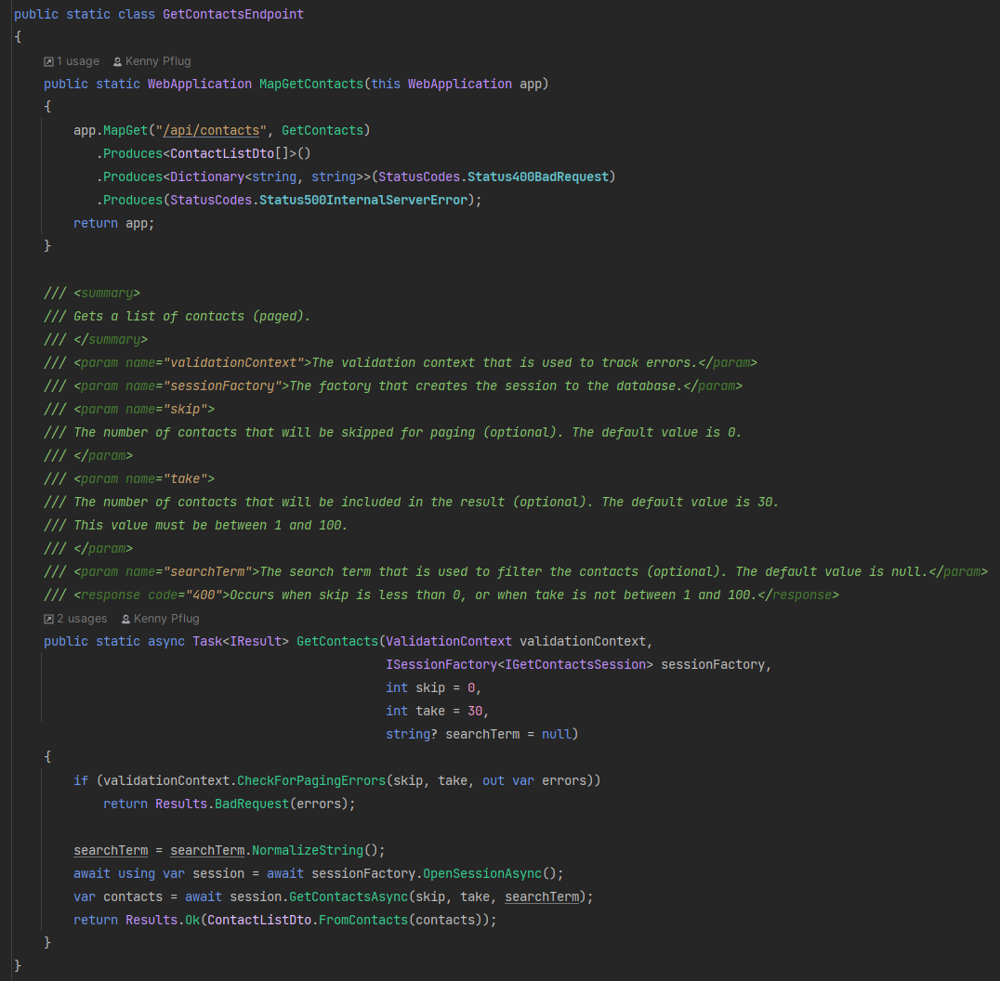 public static class GetContactsEndpoint
{
    1 usage   Kenny Pflug
    public static WebApplication MapGetContacts(this WebApplication app)
    {
        app.MapGet("/api/contacts", GetContacts)
           .Produces<ContactListDto[]>()
           .Produces<Dictionary<string, string>>(StatusCodes.Status400BadRequest)
           .Produces(StatusCodes.Status500InternalServerError);
        return app;
    }

    /// <summary>
    /// Gets a list of contacts (paged).
    /// </summary>
    /// <param name="validationContext">The validation context that is used to track errors.</param>
    /// <param name="sessionFactory">The factory that creates the session to the database.</param>
    /// <param name="skip">
    /// The number of contacts that will be skipped for paging (optional). The default value is 0.
    /// </param>
    /// <param name="take">
    /// The number of contacts that will be included in the result (optional). The default value is 30.
    /// This value must be between 1 and 100.
    /// </param>
    /// <param name="searchTerm">The search term that is used to filter the contacts (optional). The default value is null.</param>
    /// <response code="400">Occurs when skip is less than 0, or when take is not between 1 and 100.</response>
    2 usages   Kenny Pflug
    public static async Task<IResult> GetContacts(ValidationContext validationContext,
                                                  ISessionFactory<IGetContactsSession> sessionFactory,
                                                  int skip = 0,
                                                  int take = 30,
                                                  string? searchTerm = null)
    {
        if (validationContext.CheckForPagingErrors(skip, take, out var errors))
            return Results.BadRequest(errors);

        searchTerm = searchTerm.NormalizeString();
        await using var session = await sessionFactory.OpenSessionAsync();
        var contacts = await session.GetContactsAsync(skip, take, searchTerm);
        return Results.Ok(ContactListDto.FromContacts(contacts));
    }
}